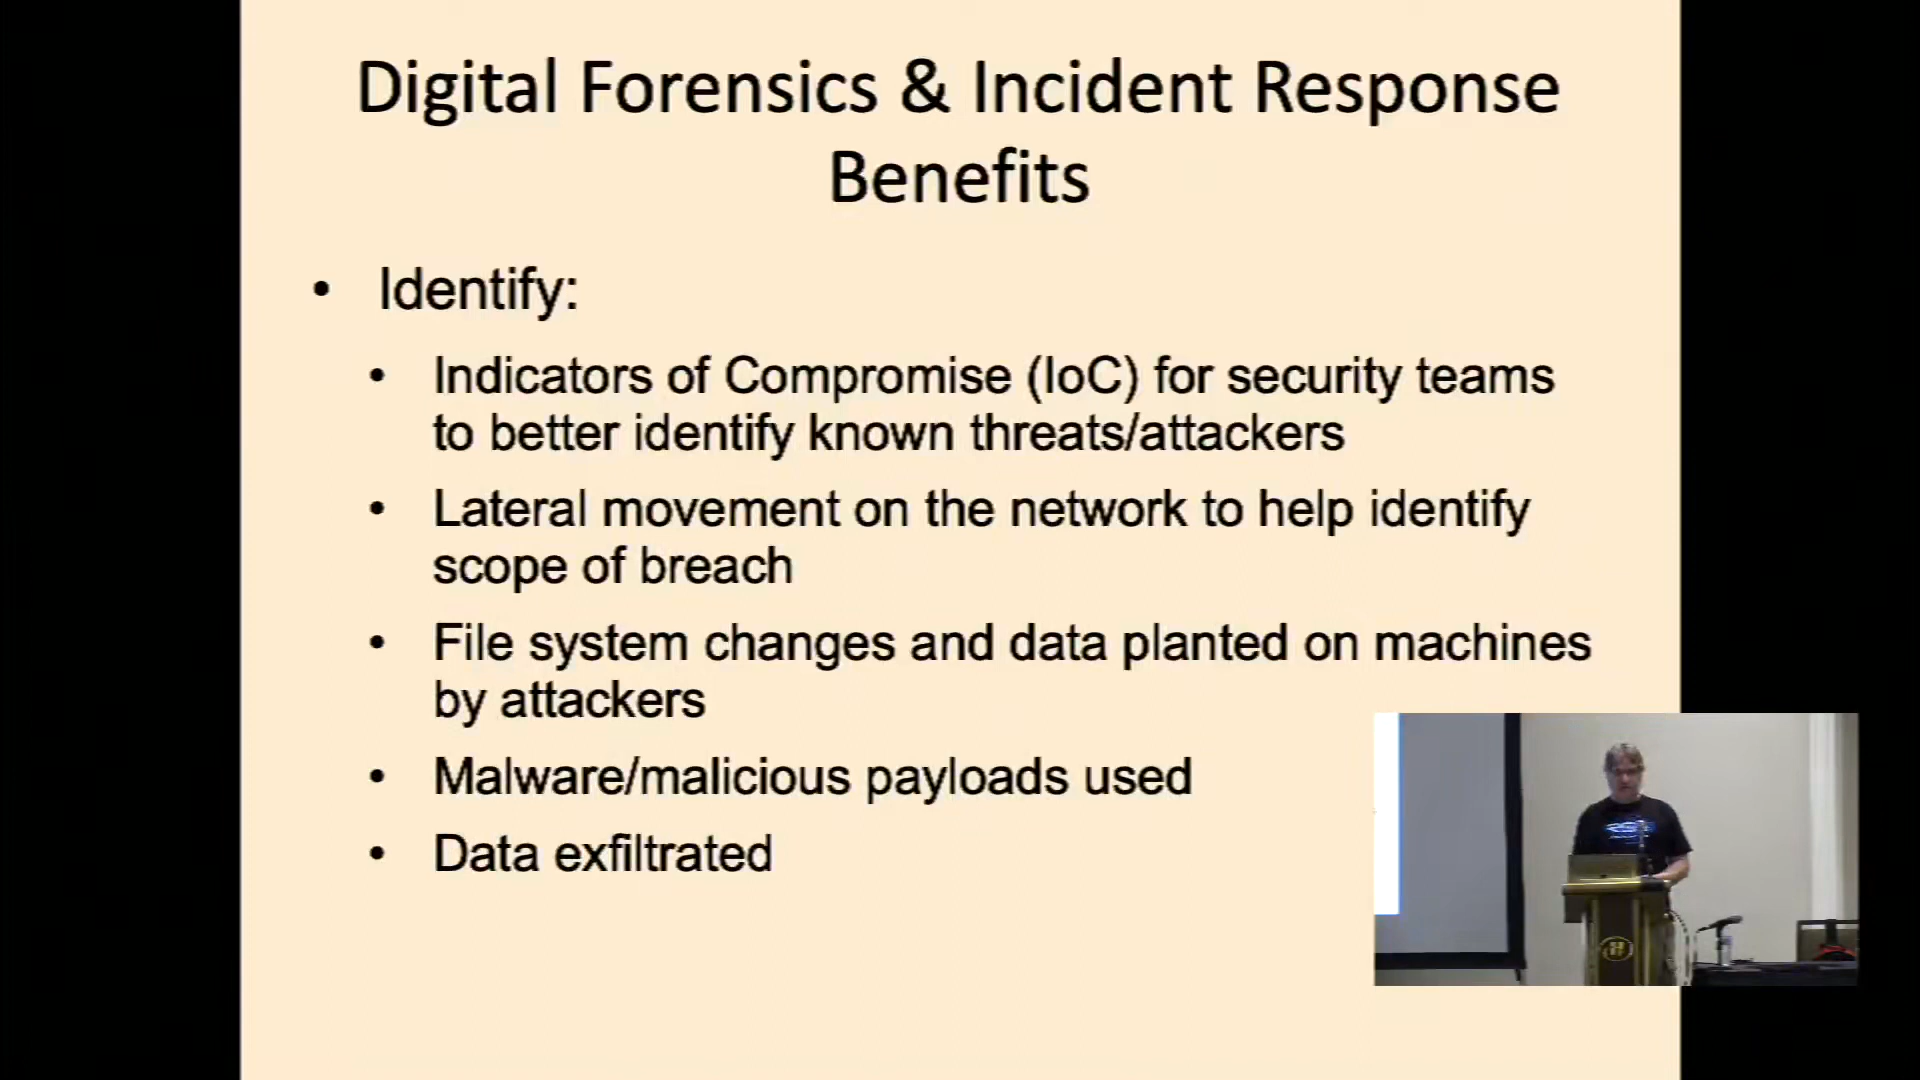 Digital Forensics & Incident Response
Benefits
• Identify:
• Indicators of Compromise (IoC) for security teams
to better identify known threats/attackers
• Lateral movement on the network to help identify
scope of breach
• File system changes and data planted on machines
by attackers
• Malware/malicious payloads used
• Data exfiltrated